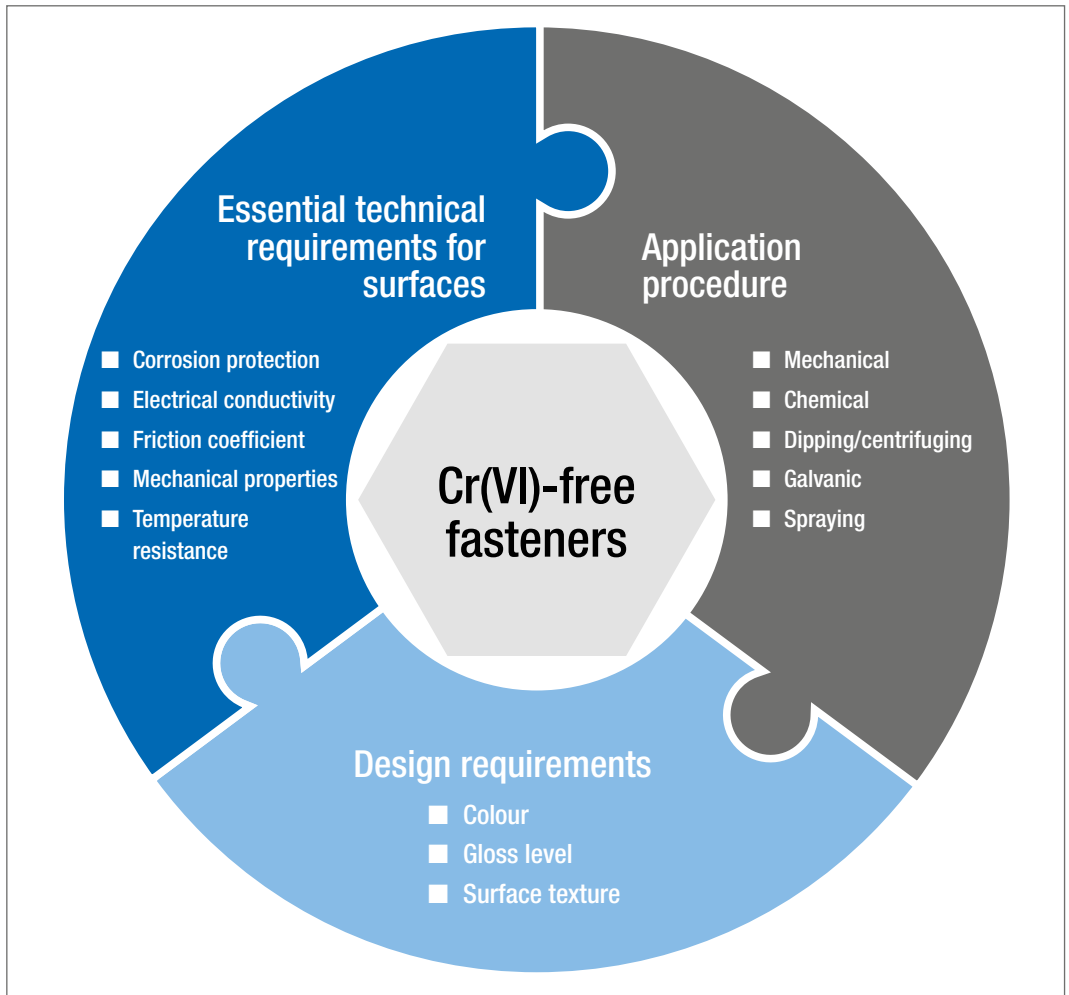 Essential technical
requirements for
surfaces
Corrosion protection
Electrical conductivity
Friction coefficient
Mechanical properties
Temperature
resistance
Application
procedure
Mechanical
Chemical
Dipping/centrifuging
Galvanic
Spraying
Cr(VI)-free
fasteners
Design requirements
Colour
Gloss level
Surface texture